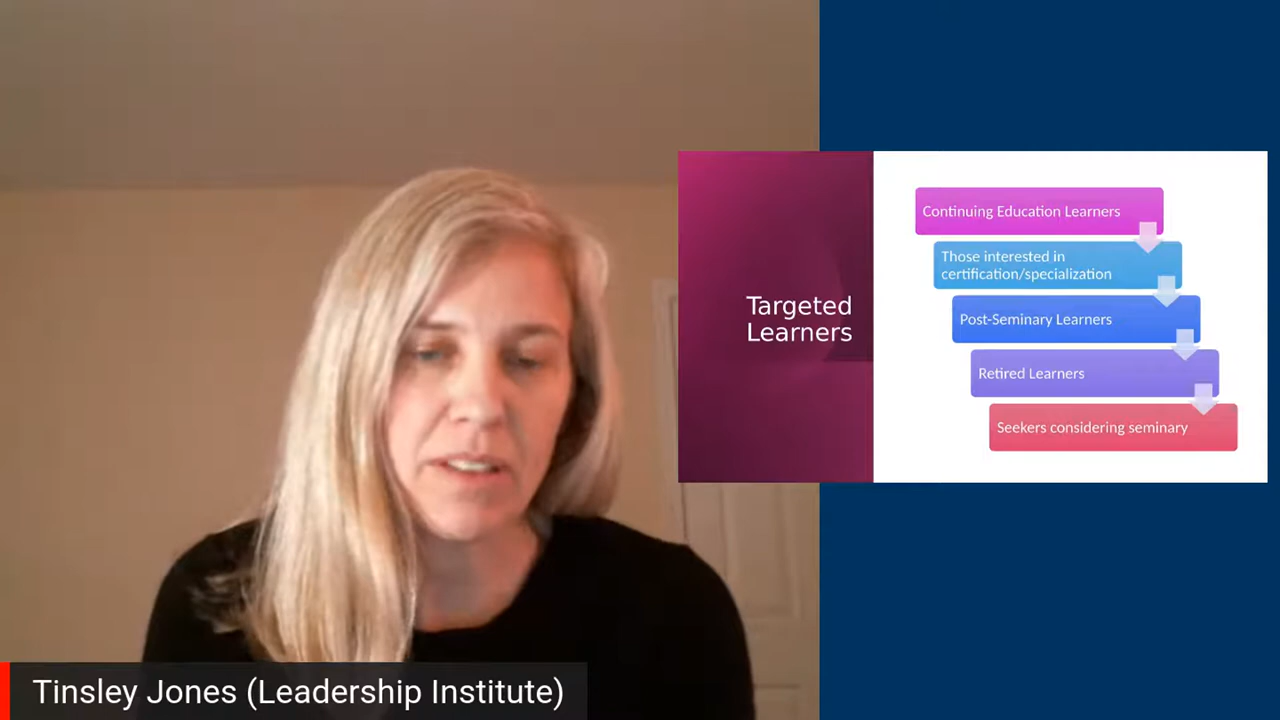 Targeted
Learners
Continuing Education Learners
Those interested in
certification/specialization
Post-Seminary Learners
Retired Learners
Seekers considering seminary
Tinsley Jones (Leadership Institute)